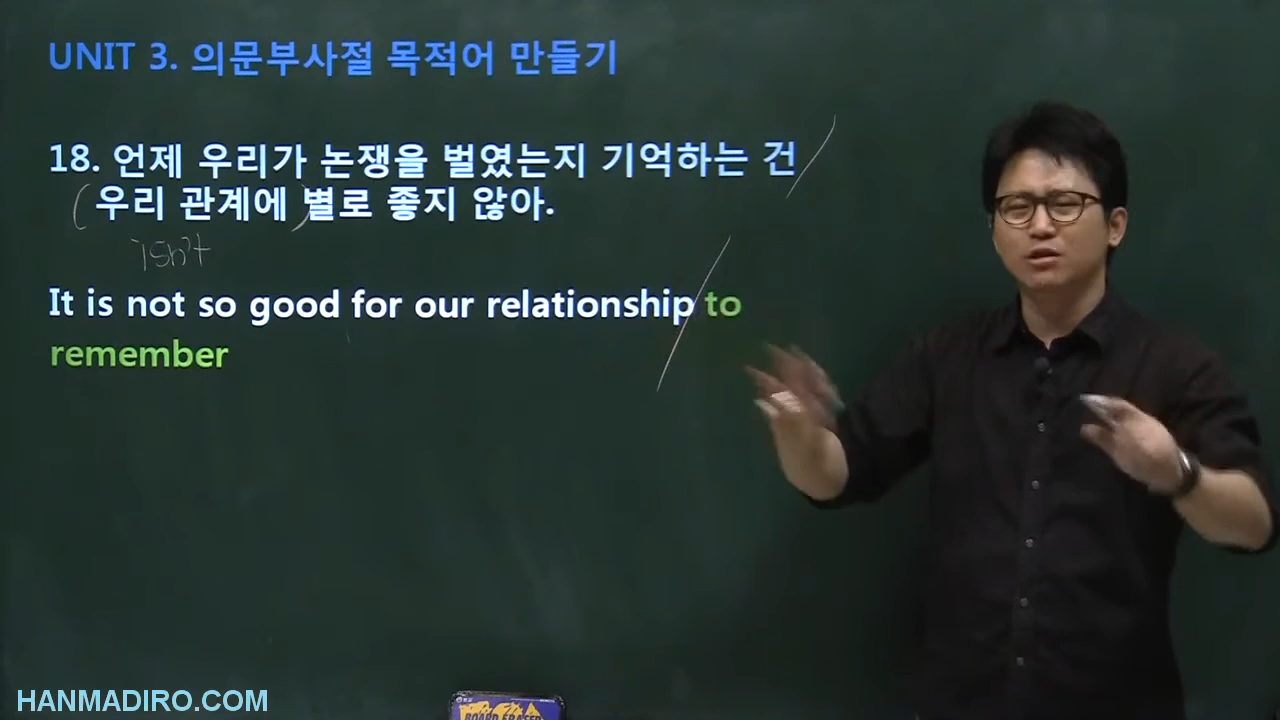 UNIT 3. 의문부사절 목적어 만들기
18. 언제 우리가 논쟁을 벌였는지 기억하는 건
(우리 관계에) 별로 좋지 않아.
isn't
It is not so good for our relationship to
remember
HANMADIRO.COM
BOARD ERASER